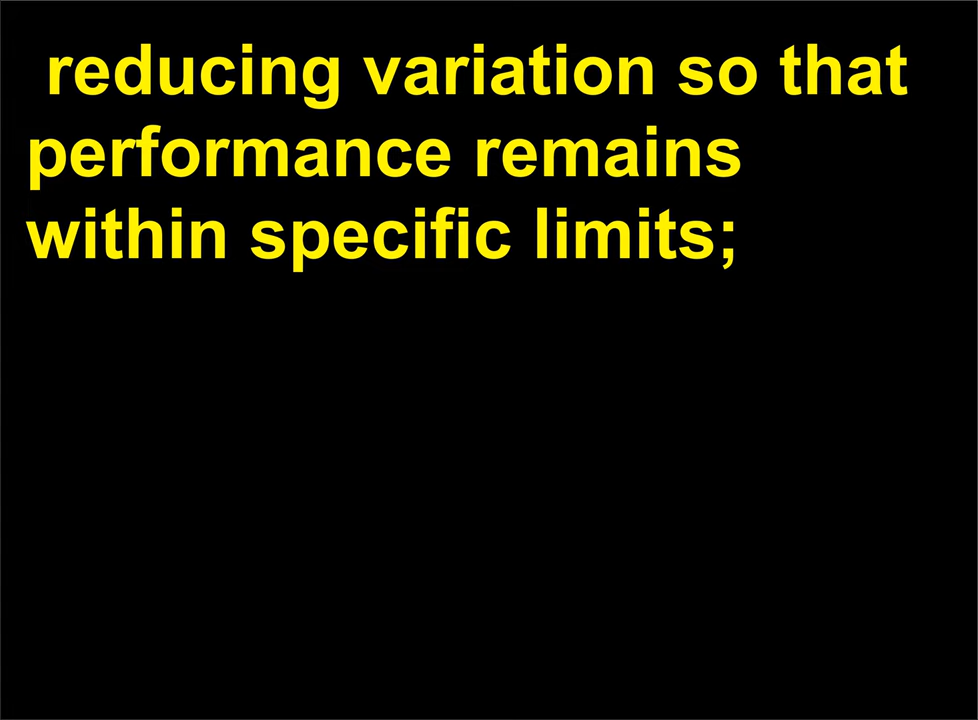 reducing variation so that
performance remains
within specific limits;